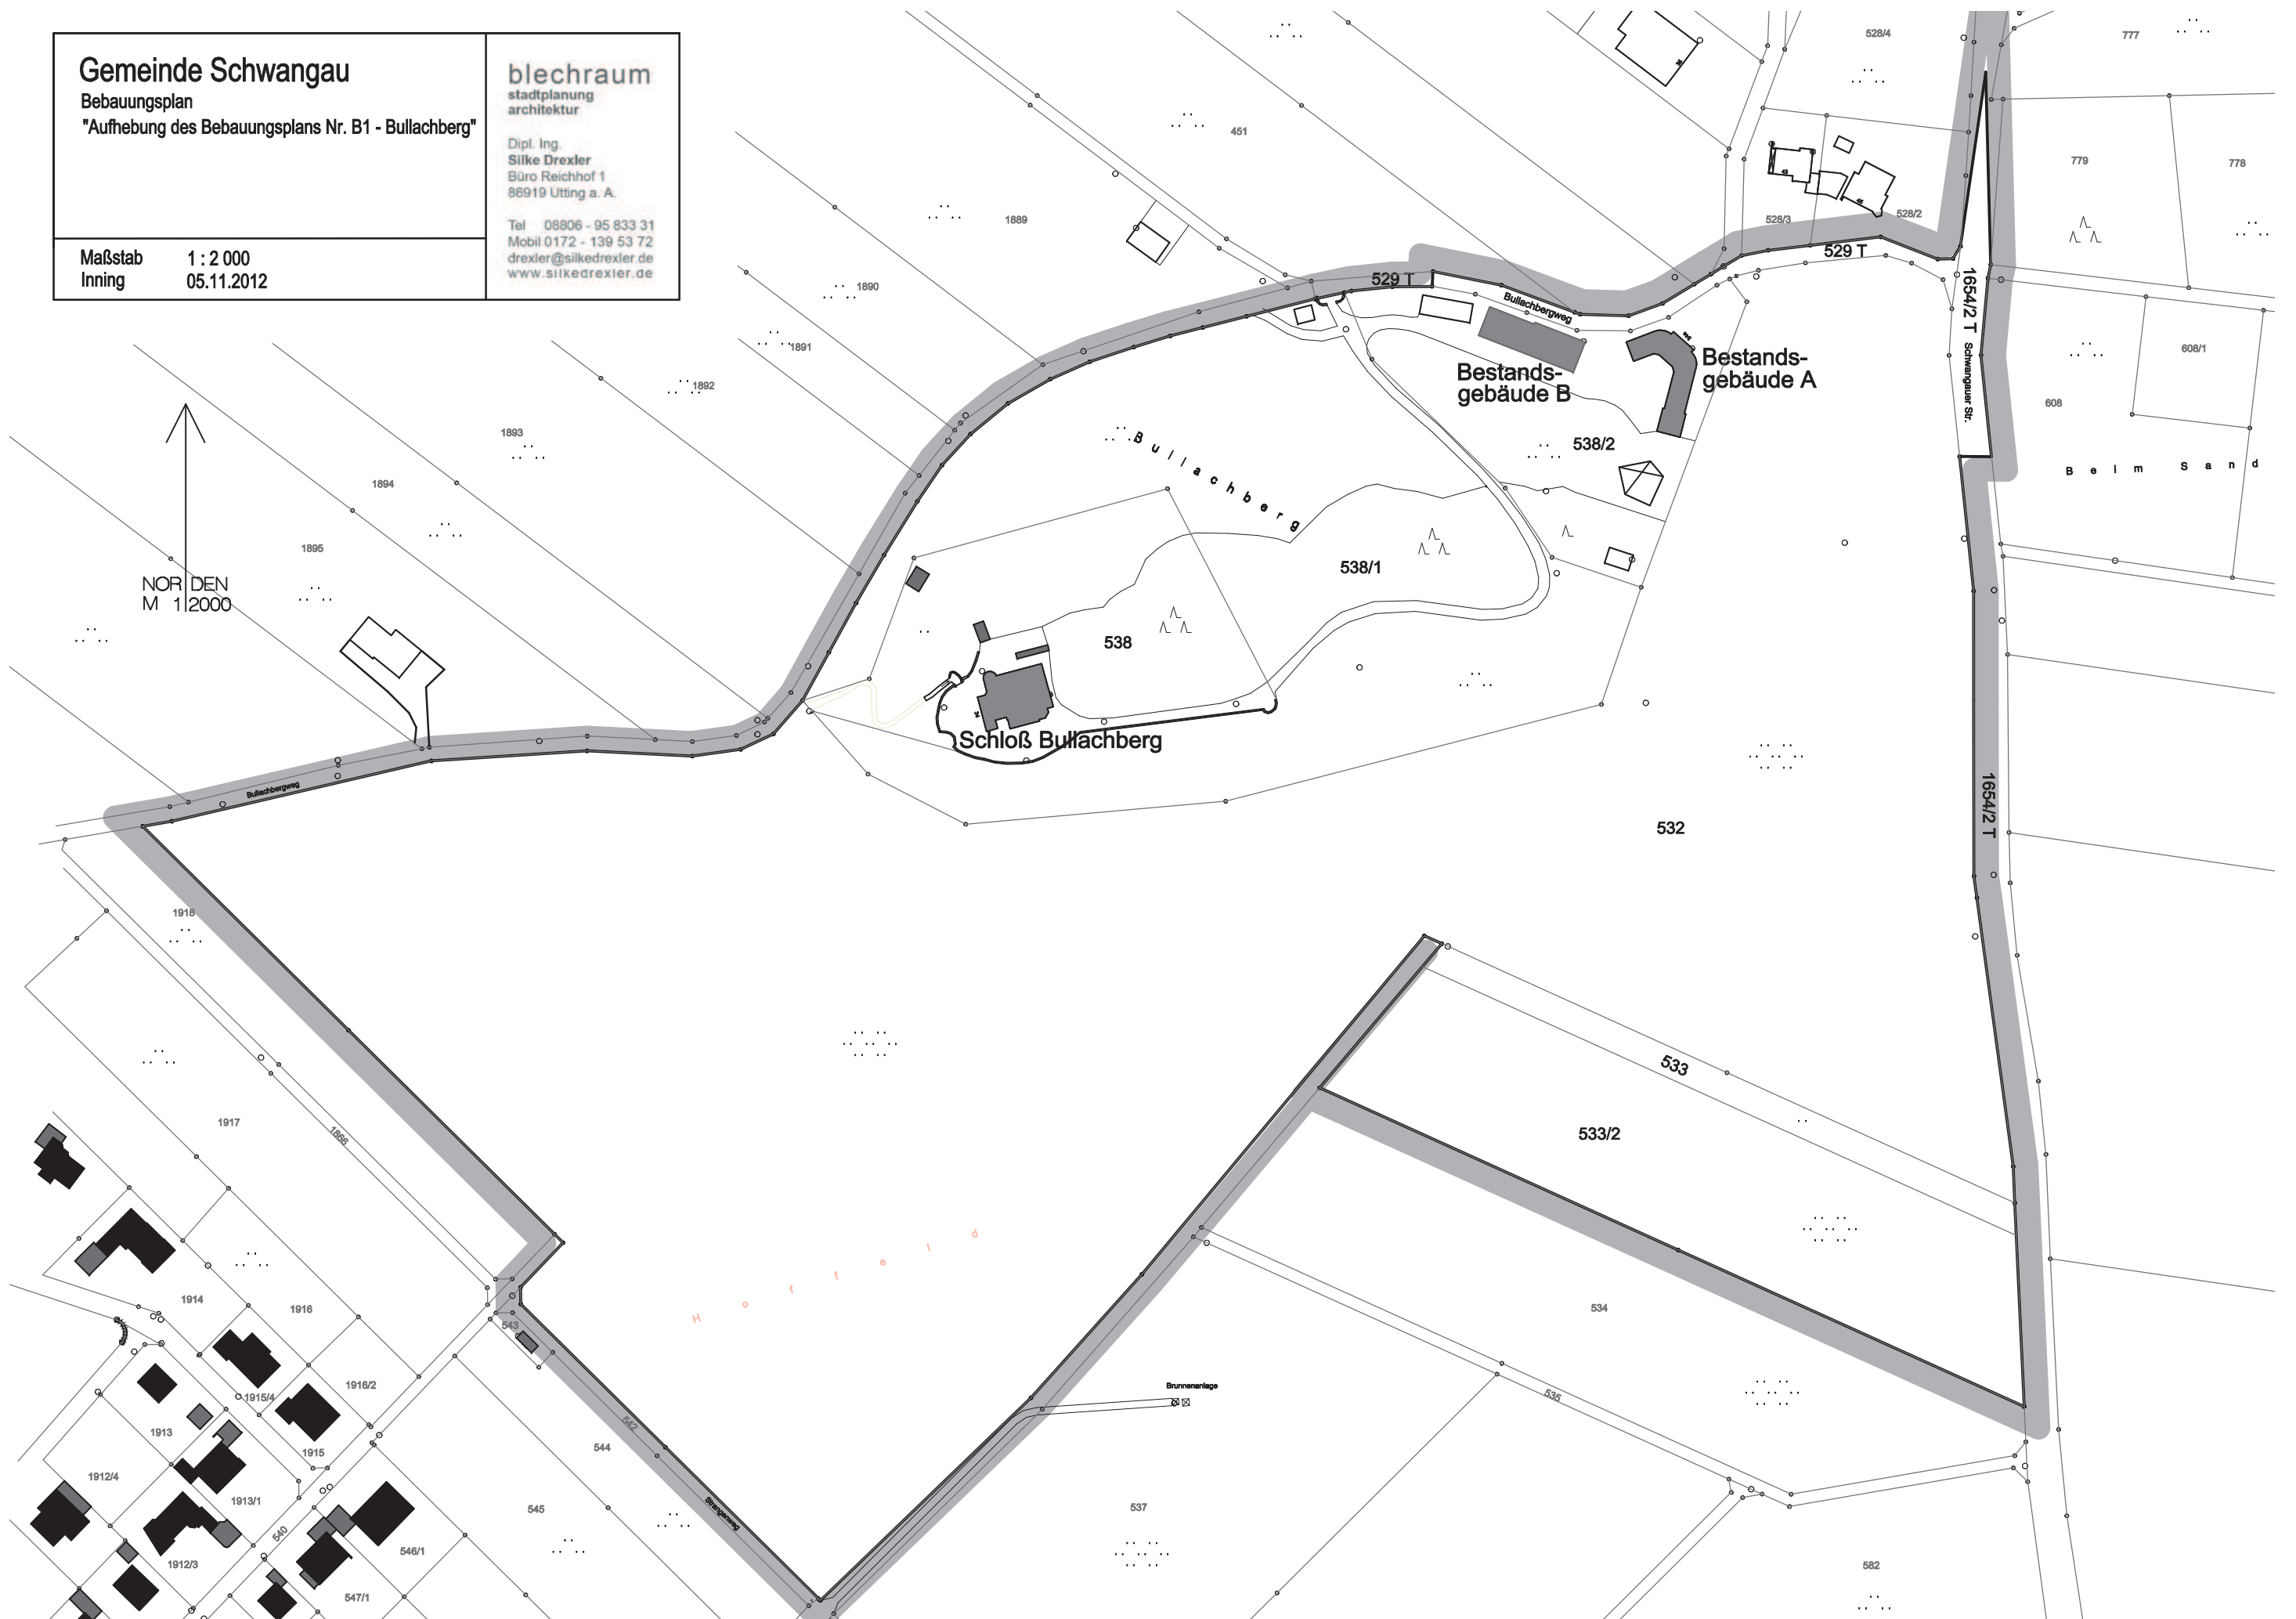 Gemeinde Schwangau
Bebauungsplan
"Aufhebung des Bebauungsplans Nr. B1 - Bullachberg"
Maßstab 1 : 2 000
Inning 05.11.2012
blechraum
stadtplanung
architektur
Dipl. Ing.
Silke Drexler
Büro Reichhof 1
86919 Utting a. A.
Tel 08806 - 95 833 31
Mobil 0172 - 139 53 72
drexler@silkedrexler.de
www.silkedrexler.de
528/4
777
451
779
778
1889
528/3
528/2
529 T
529 T
1890
1654/2 T
Schwangauer Str.
Bullachbergweg
1891
608/1
Bestands-
gebäude B
Bestands-
gebäude A
1892
608
1893
Bullachberg
538/2
Beim Sand
1894
1895
NORDEN
M 1:2000
538/1
538
Schloß Bullachberg
Bullachbergweg
1654/2 T
532
1918
533
1917
1866
533/2
Hoffeld
1914
1916
534
543
1916/2
1915/4
Brunnenanlage
535
1913
542
544
1915
1912/4
1913/1
545
537
Strangenweg
540
546/1
1912/3
547/1
582